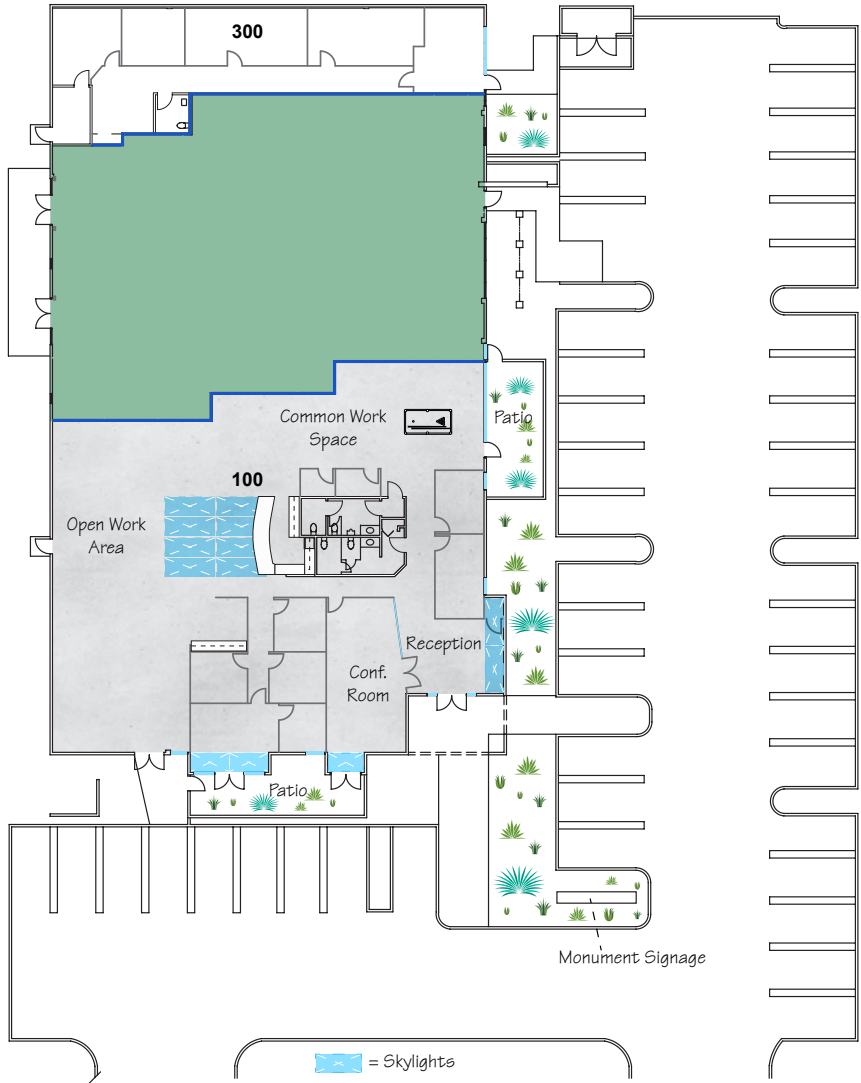 300
Common Work
Space
Patio
100
Open Work
Area
Reception
Conf.
Room
Patio
Monument Signage
= Skylights